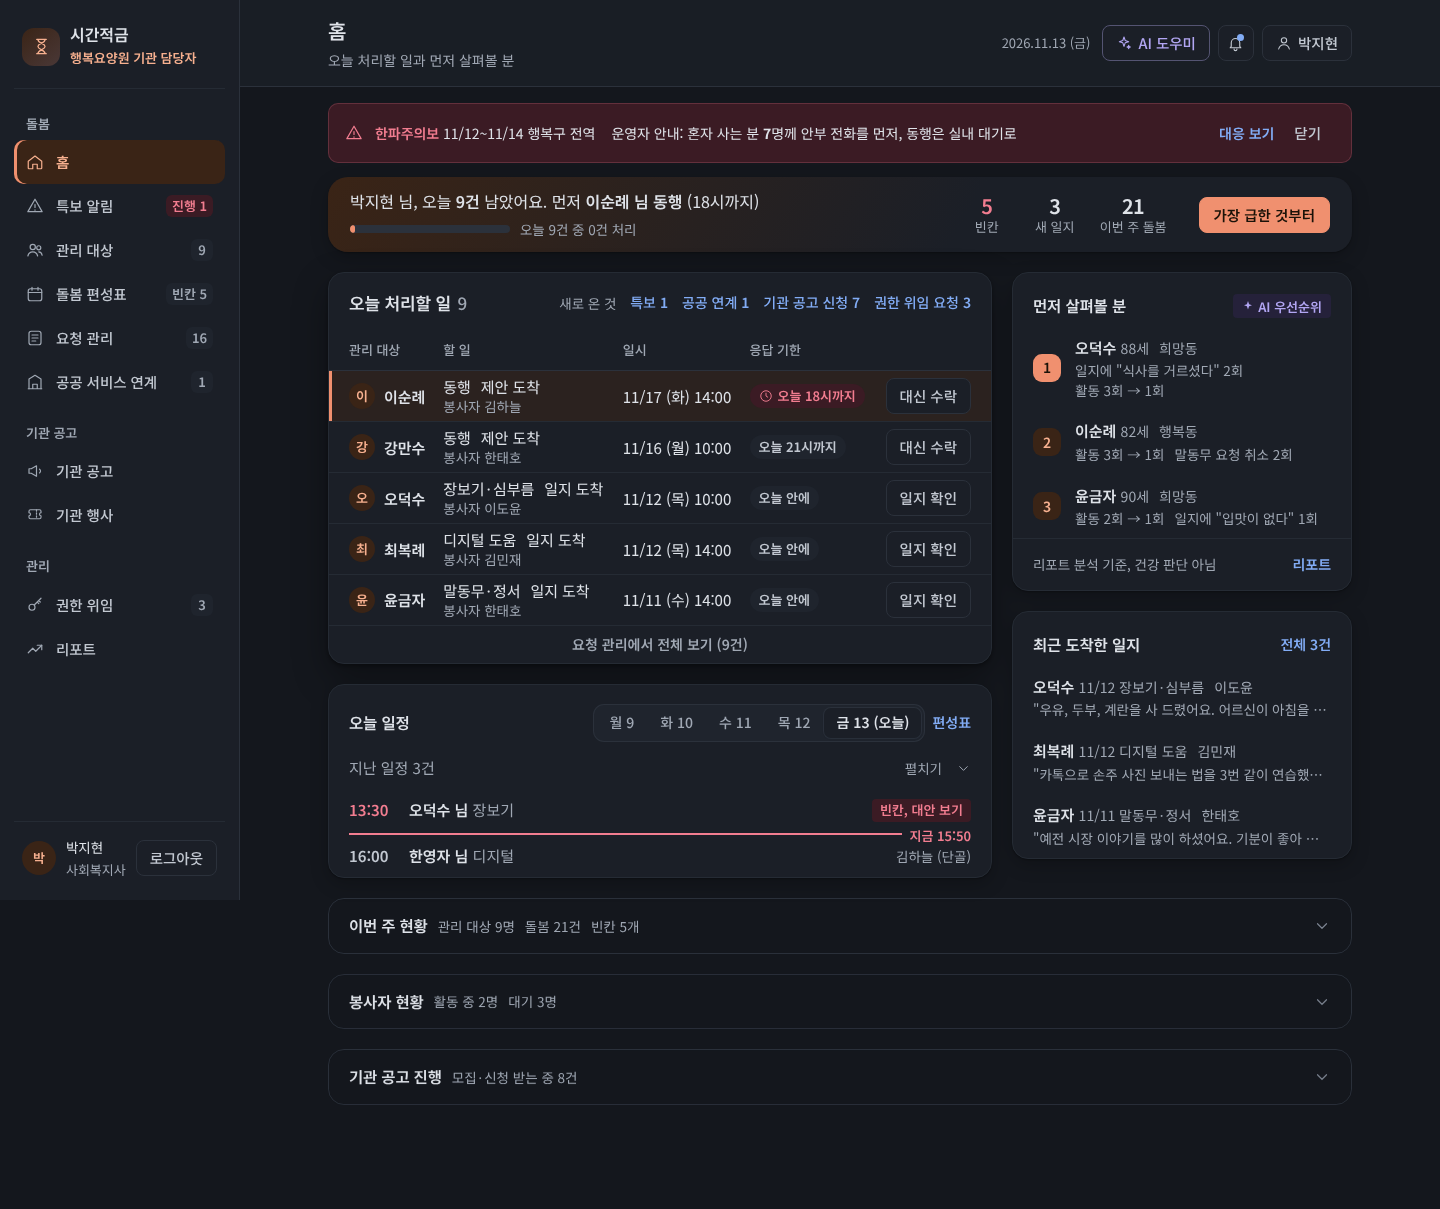 시간적금
행복요양원 기관 담당자
돌봄
홈
특보 알림 진행 1
관리 대상 9
돌봄 편성표 빈칸 5
요청 관리 16
공공 서비스 연계 1
기관 공고
기관 공고
기관 행사
관리
권한 위임 3
리포트
박 박지현
사회복지사
로그아웃
홈
오늘 처리할 일과 먼저 살펴볼 분
2026.11.13 (금) AI 도우미 박지현
한파주의보 11/12~11/14 행복구 전역 운영자 안내: 혼자 사는 분 7명께 안부 전화를 먼저, 동행은 실내 대기로 대응 보기 닫기
박지현 님, 오늘 9건 남았어요. 먼저 이순례 님 동행 (18시까지)
오늘 9건 중 0건 처리
5 빈칸
3 새 일지
21 이번 주 돌봄
가장 급한 것부터
오늘 처리할 일 9 새로 온 것 특보 1 공공 연계 1 기관 공고 신청 7 권한 위임 요청 3
관리 대상 할 일 일시 응답 기한
이 이순례 동행 제안 도착 11/17 (화) 14:00 오늘 18시까지 대신 수락
봉사자 김하늘
강 강만수 동행 제안 도착 11/16 (월) 10:00 오늘 21시까지 대신 수락
봉사자 한태호
오 오덕수 장보기·심부름 일지 도착 11/12 (목) 10:00 오늘 안에 일지 확인
봉사자 이도윤
최 최복례 디지털 도움 일지 도착 11/12 (목) 14:00 오늘 안에 일지 확인
봉사자 김민재
윤 윤금자 말동무·정서 일지 도착 11/11 (수) 14:00 오늘 안에 일지 확인
봉사자 한태호
요청 관리에서 전체 보기 (9건)
오늘 일정 월 9 화 10 수 11 목 12 금 13 (오늘) 편성표
지난 일정 3건 펼치기
13:30 오덕수 님 장보기 빈칸, 대안 보기
지금 15:50
16:00 한영자 님 디지털 김하늘 (단골)
먼저 살펴볼 분 AI 우선순위
1 오덕수 88세 희망동
일지에 "식사를 거르셨다" 2회
활동 3회 → 1회
2 이순례 82세 행복동
활동 3회 → 1회 말동무 요청 취소 2회
3 윤금자 90세 희망동
활동 2회 → 1회 일지에 "입맛이 없다" 1회
리포트 분석 기준, 건강 판단 아님 리포트
최근 도착한 일지 전체 3건
오덕수 11/12 장보기·심부름 이도윤
"우유, 두부, 계란을 사 드렸어요. 어르신이 아침을 …
최복례 11/12 디지털 도움 김민재
"카톡으로 손주 사진 보내는 법을 3번 같이 연습했…
윤금자 11/11 말동무·정서 한태호
"예전 시장 이야기를 많이 하셨어요. 기분이 좋아 …
이번 주 현황 관리 대상 9명 돌봄 21건 빈칸 5개
봉사자 현황 활동 중 2명 대기 3명
기관 공고 진행 모집·신청 받는 중 8건